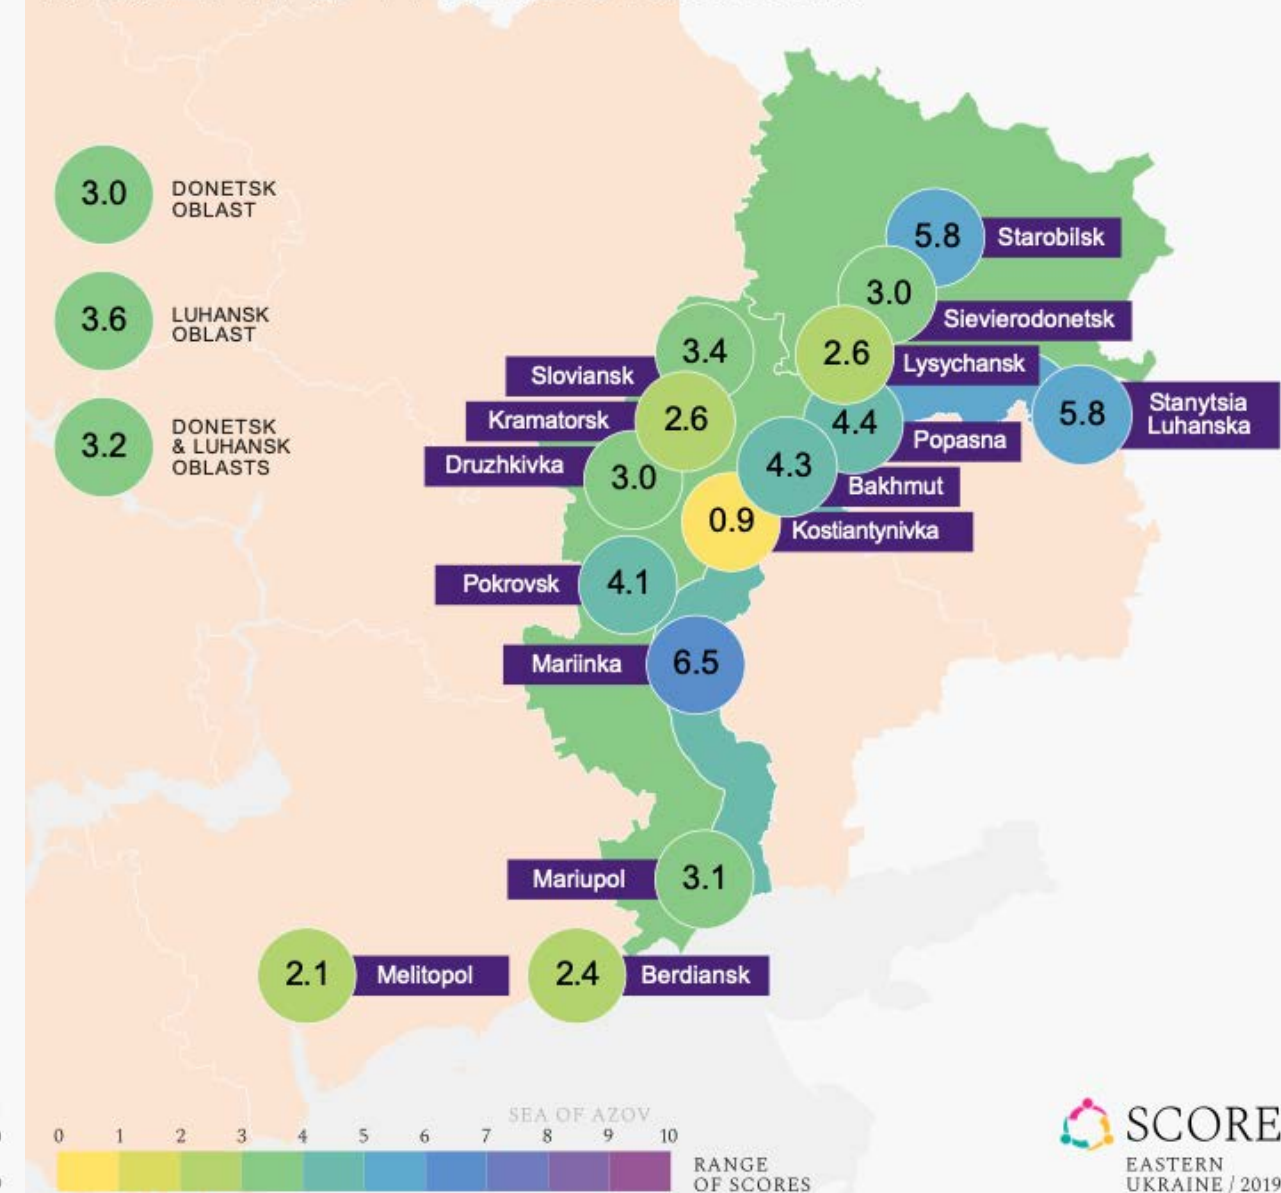 3.0
DONETSK
OBLAST
3.6
LUHANSK
OBLAST
3.2
DONETSK
& LUHANSK
OBLASTS
5.8
Starobilsk
3.0
Sievierodonetsk
3.4
Sloviansk
2.6
Lysychansk
2.6
Kramatorsk
5.8
Stanytsia
Luhanska
4.4
Popasna
3.0
Druzhkivka
4.3
Bakhmut
0.9
Kostiantynivka
4.1
Pokrovsk
6.5
Mariinka
3.1
Mariupol
2.1
Melitopol
2.4
Berdiansk
SEA OF AZOV
0 1 2 3 4 5 6 7 8 9 10
RANGE
OF SCORES
SCORE
EASTERN
UKRAINE / 2019